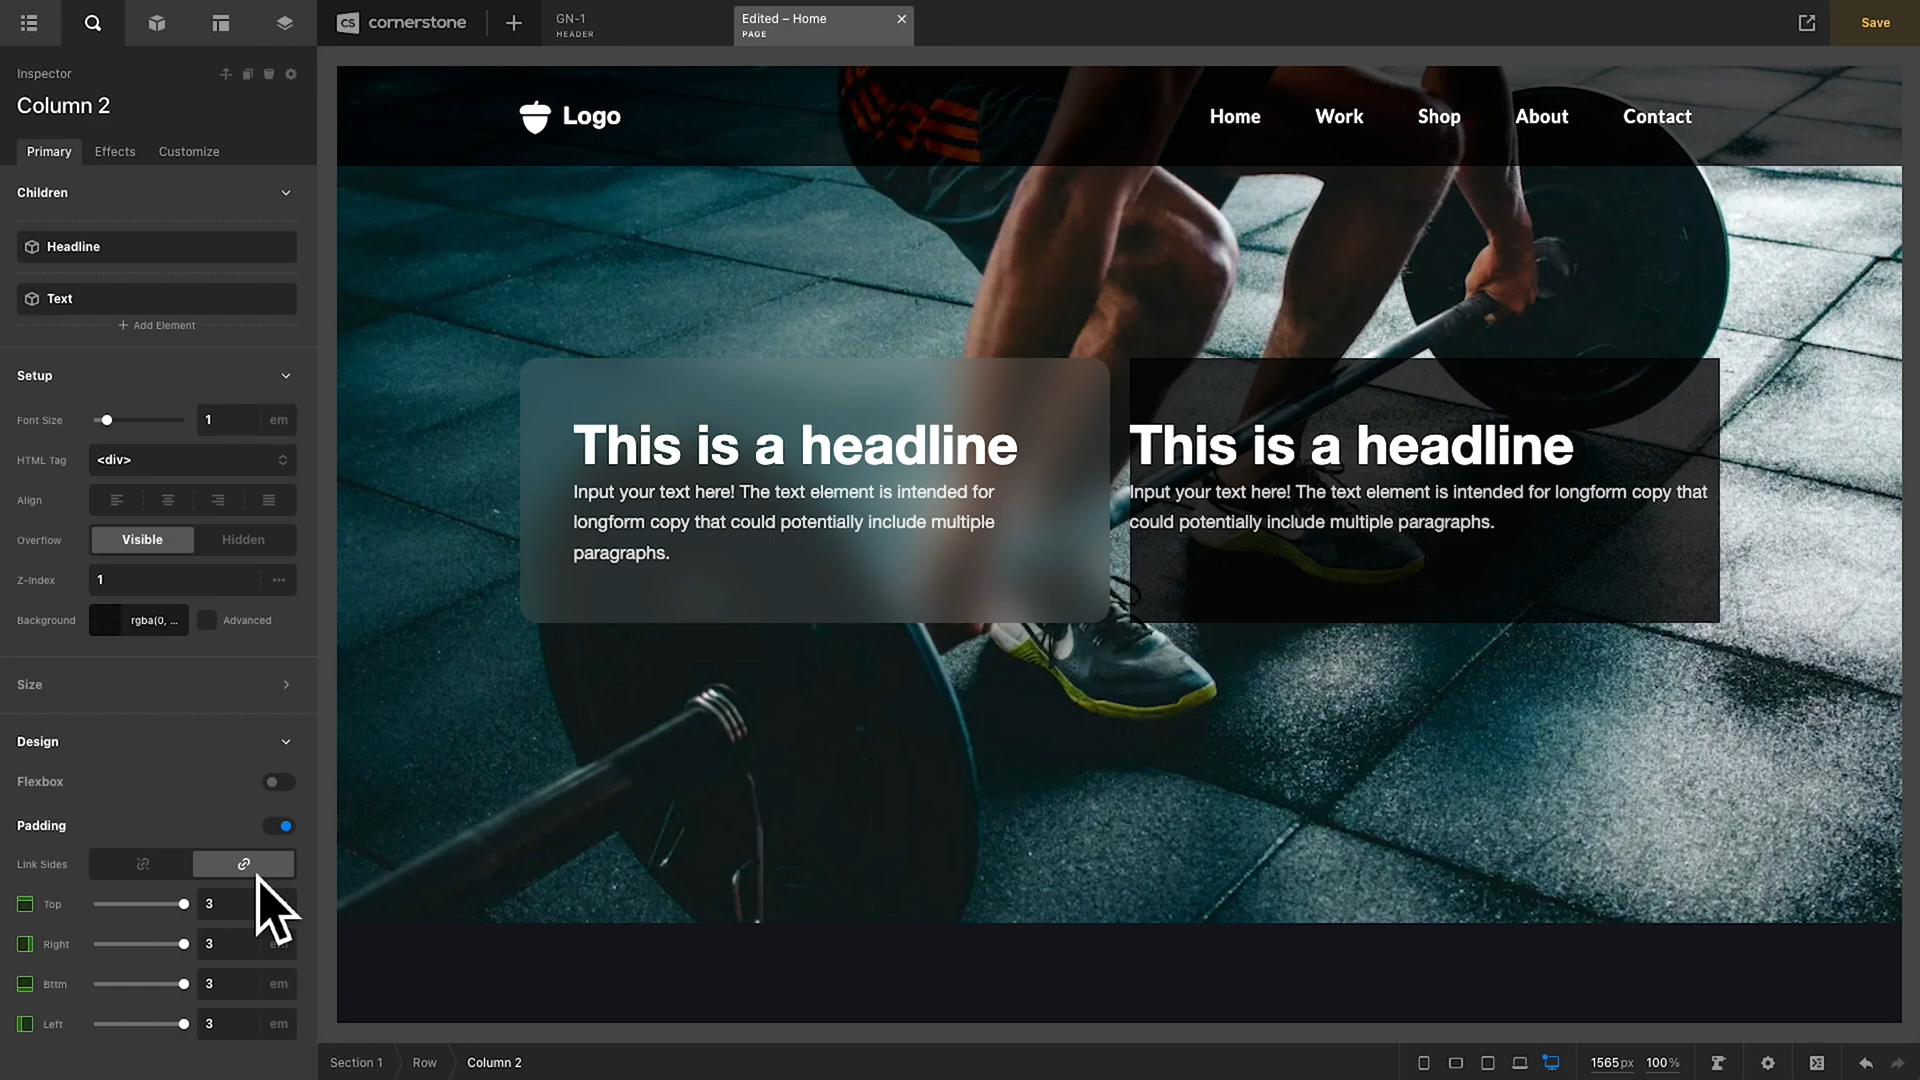 CS cornerstone
GN-1
HEADER
Edited – Home
PAGE
Save
Inspector
Column 2
Primary
Effects
Customize
Children
Headline
Text
Add Element
Setup
Font Size
1
em
HTML Tag
<div>
Align
Overflow
Visible
Hidden
Z-Index
1
Background
rgba(0, ...
Advanced
Size
Design
Flexbox
Padding
Link Sides
Top
3
Right
3
em
Bttm
3
em
Left
3
em
Logo
Home
Work
Shop
About
Contact
This is a headline
Input your text here! The text element is intended for
longform copy that could potentially include multiple
paragraphs.
This is a headline
Input your text here! The text element is intended for longform copy that
could potentially include multiple paragraphs.
Section 1
Row
Column 2
1565px
100%